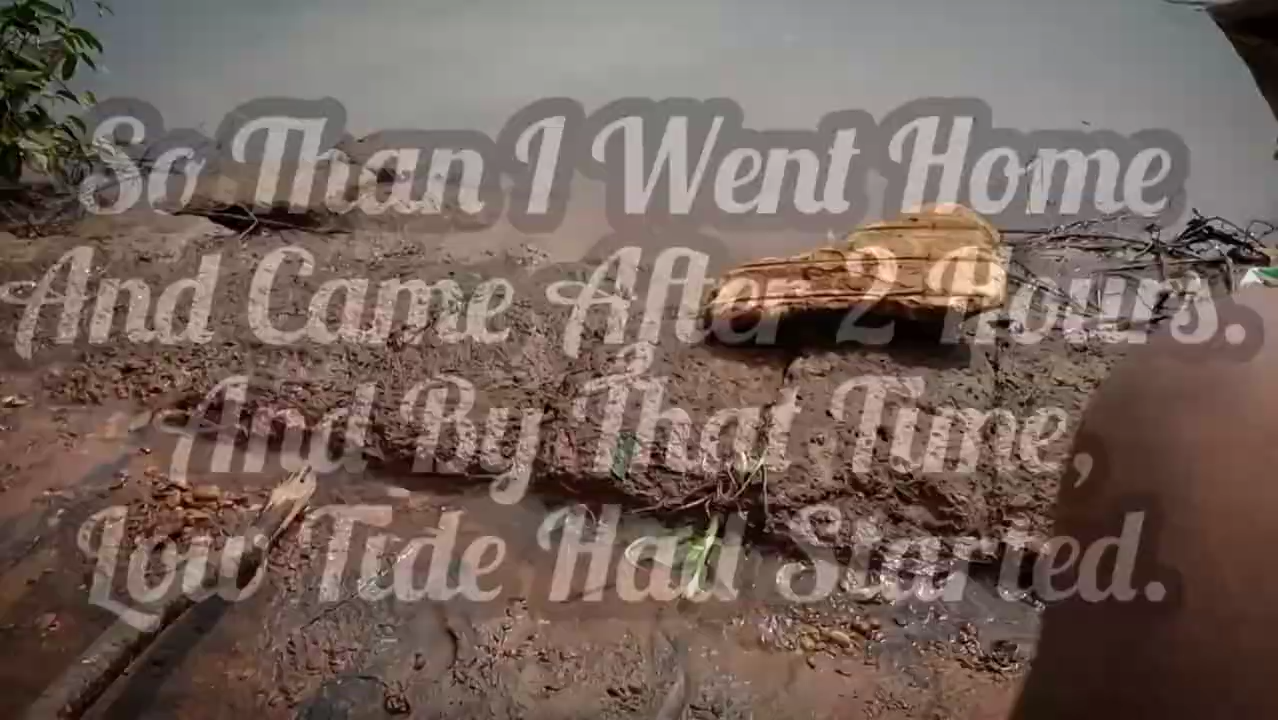 So Than I Went Home
And Came After 2 Hours.
And By That Time,
Low Tide Had Started.